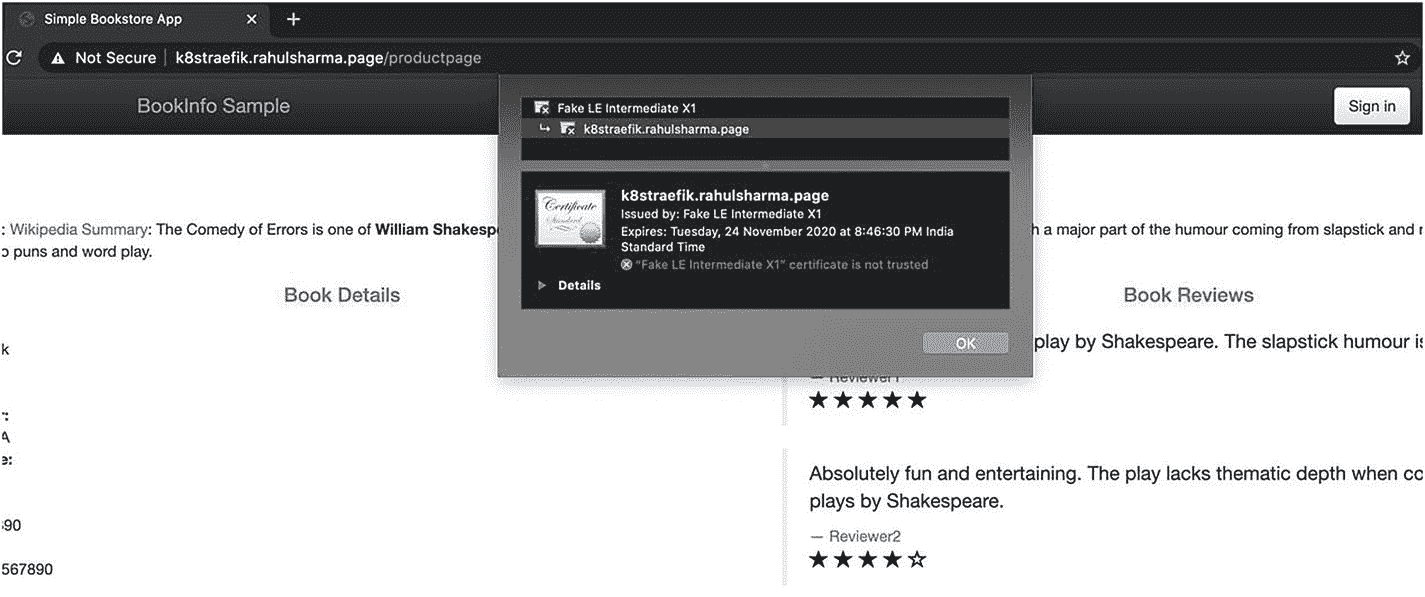 Simple Bookstore App
Not Secure | k8straefik.rahulsharma.page/productpage
BookInfo Sample
Sign in
Fake LE Intermediate X1
k8straefik.rahulsharma.page
Certificate
Standard
k8straefik.rahulsharma.page
Issued by: Fake LE Intermediate X1
Expires: Tuesday, 24 November 2020 at 8:46:30 PM India
Standard Time
“Fake LE Intermediate X1” certificate is not trusted
Details
OK
: Wikipedia Summary: The Comedy of Errors is one of William Shakesp
h a major part of the humour coming from slapstick and
o puns and word play.
Book Details
Book Reviews
k
play by Shakespeare. The slapstick humour is
— Reviewer1
r:
A
e:
Absolutely fun and entertaining. The play lacks thematic depth when co
plays by Shakespeare.
— Reviewer2
890
567890